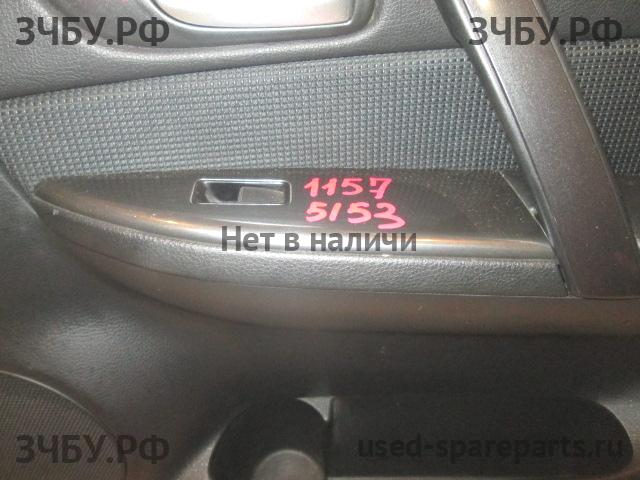 ЗЧБУ.РФ
ЗЧБУ.РФ
1157
5153
Нет в наличи
ЗЧБУ.РФ
used-spareparts.ru